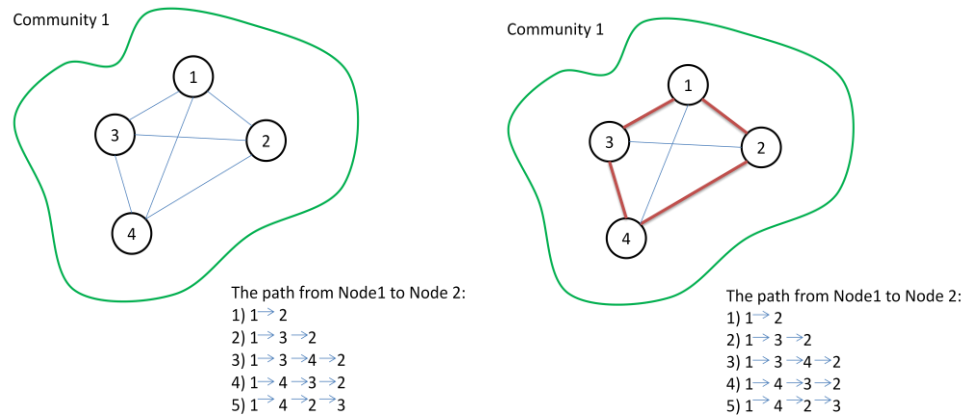 Community 1
1
3
2
4
The path from Node1 to Node 2:
1) 1→ 2
2) 1→ 3 →2
3) 1→ 3 →4 →2
4) 1→ 4 →3 →2
5) 1→ 4 →2 →3
Community 1
1
3
2
4
The path from Node1 to Node 2:
1) 1→ 2
2) 1→ 3 →2
3) 1→ 3 →4 →2
4) 1→ 4 →3 →2
5) 1→ 4 →2 →3